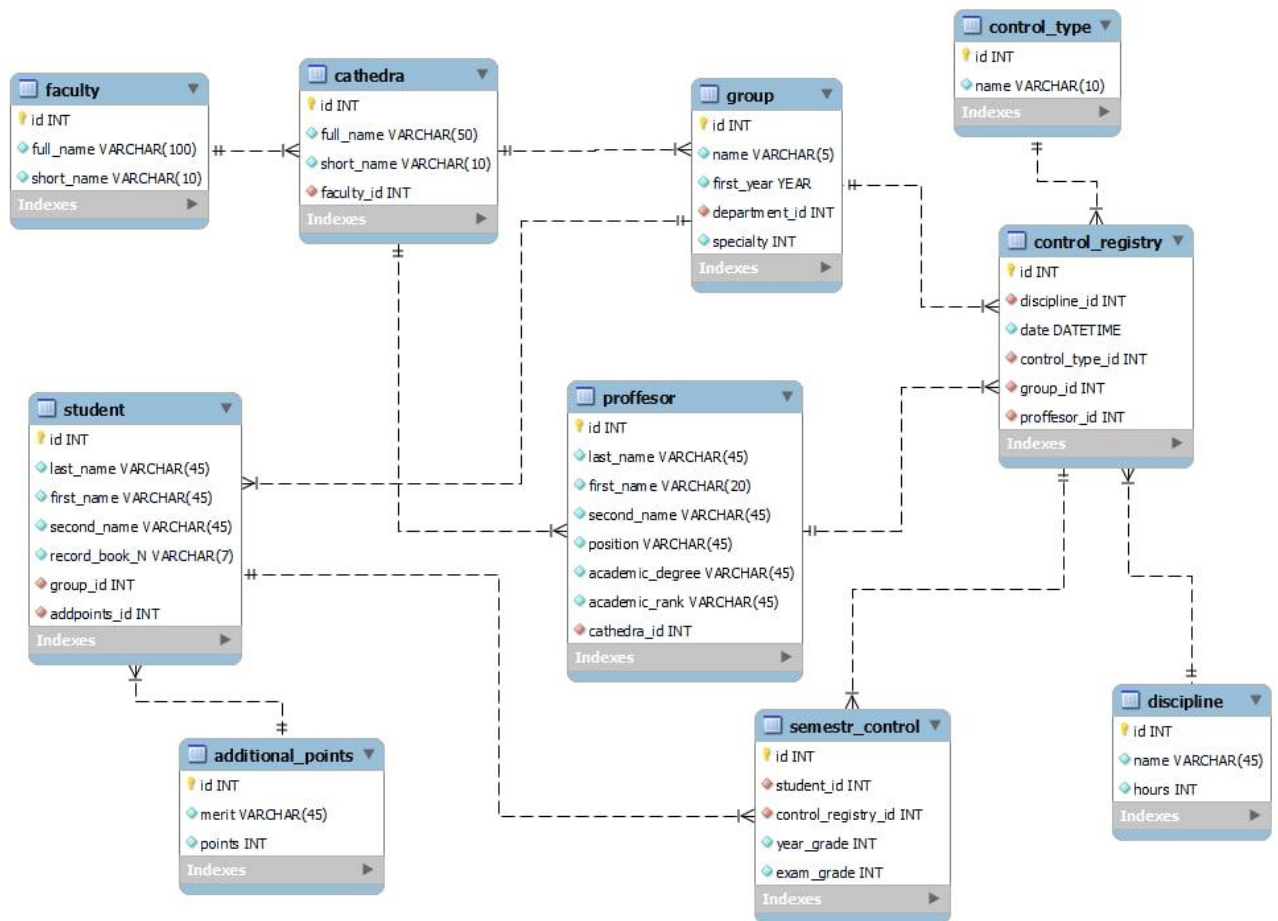 faculty
id INT
full_name VARCHAR(100)
short_name VARCHAR(10)
Indexes
cathedra
id INT
full_name VARCHAR(50)
short_name VARCHAR(10)
faculty_id INT
Indexes
group
id INT
name VARCHAR(5)
first_year YEAR
department_id INT
specialty INT
Indexes
control_type
id INT
name VARCHAR(10)
Indexes
control_registry
id INT
discipline_id INT
date DATETIME
control_type_id INT
group_id INT
proffesor_id INT
Indexes
student
id INT
last_name VARCHAR(45)
first_name VARCHAR(45)
second_name VARCHAR(45)
record_book_N VARCHAR(7)
group_id INT
addpoints_id INT
Indexes
proffesor
id INT
last_name VARCHAR(45)
first_name VARCHAR(20)
second_name VARCHAR(45)
position VARCHAR(45)
academic_degree VARCHAR(45)
academic_rank VARCHAR(45)
cathedra_id INT
Indexes
additional_points
id INT
merit VARCHAR(45)
points INT
Indexes
semestr_control
id INT
student_id INT
control_registry_id INT
year_grade INT
exam_grade INT
Indexes
discipline
id INT
name VARCHAR(45)
hours INT
Indexes